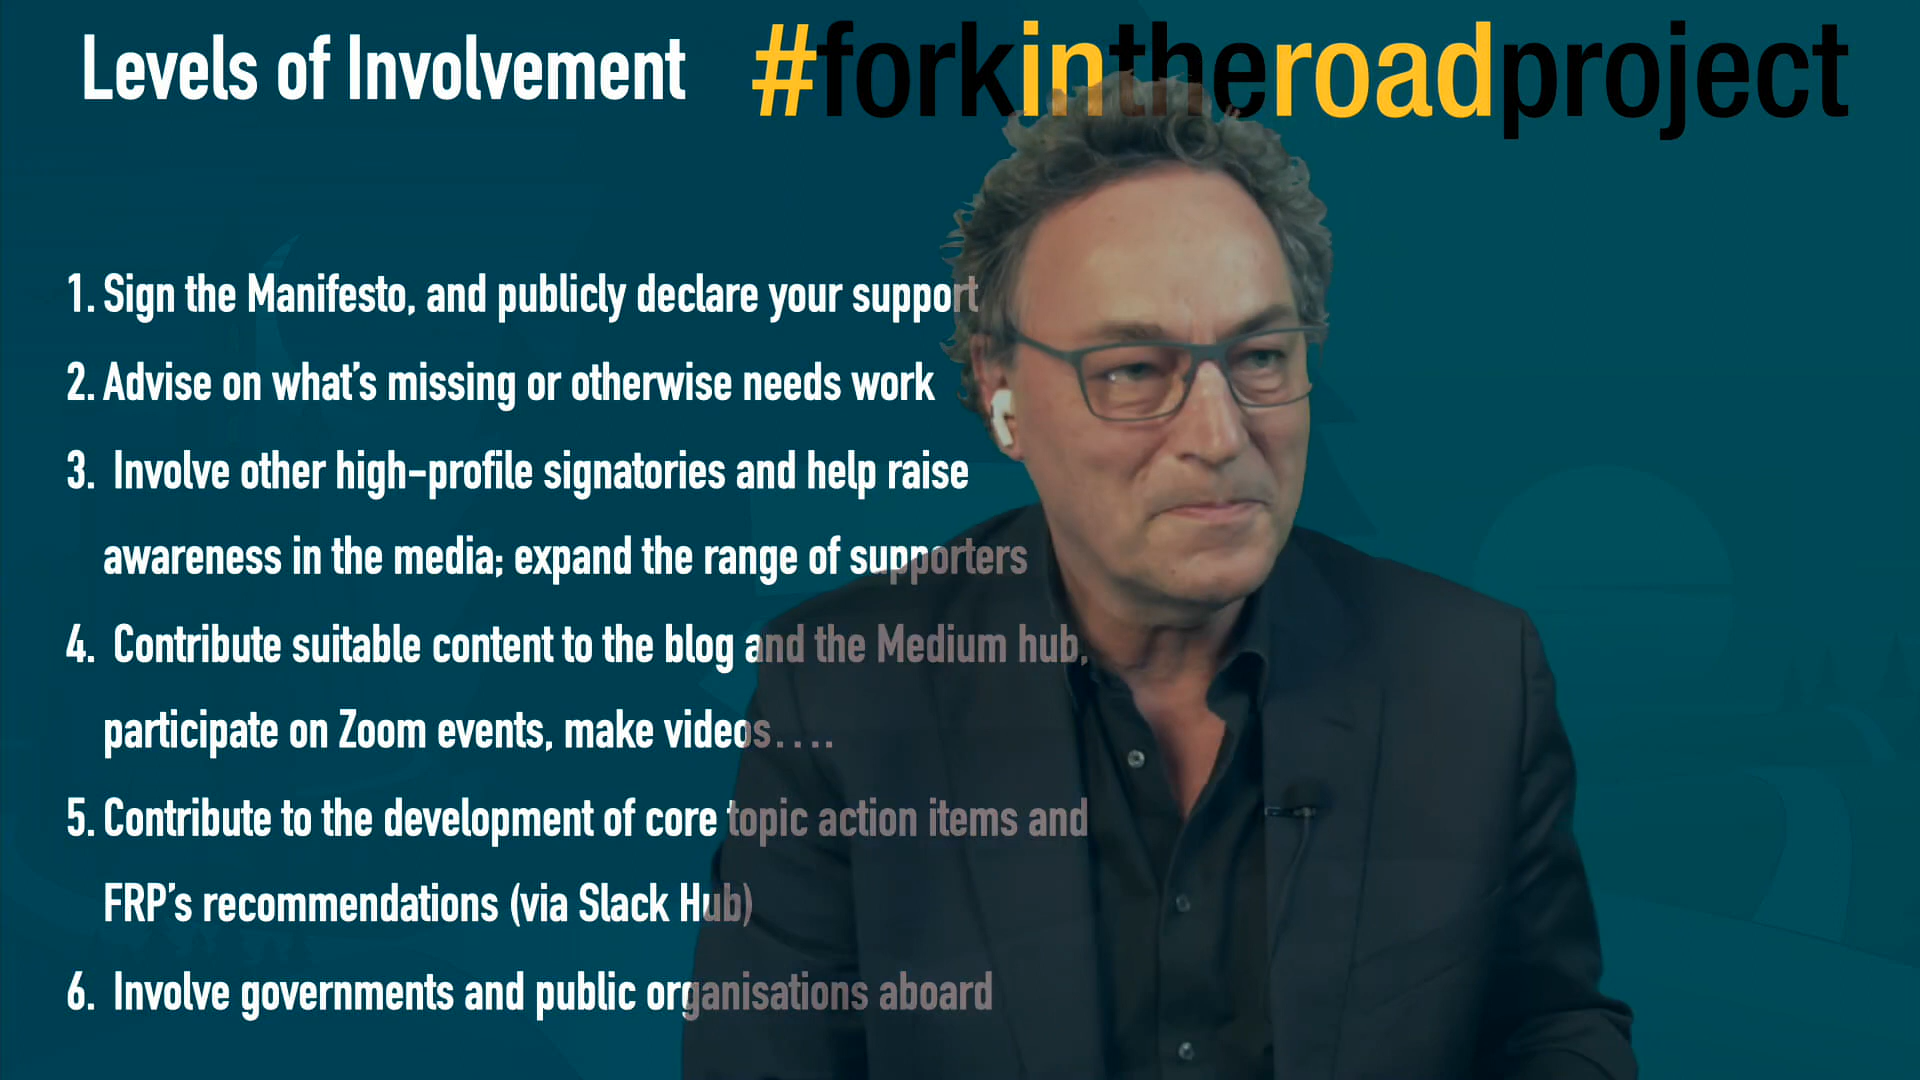 Levels of Involvement
#forkintheroadproject
1. Sign the Manifesto, and publicly declare your support
2. Advise on what's missing or otherwise needs work
3. Involve other high-profile signatories and help raise
awareness in the media; expand the range of supporters
4. Contribute suitable content to the blog and the Medium hub,
participate on Zoom events, make videos....
5. Contribute to the development of core topic action items and
FRP's recommendations (via Slack Hub)
6. Involve governments and public organisations aboard